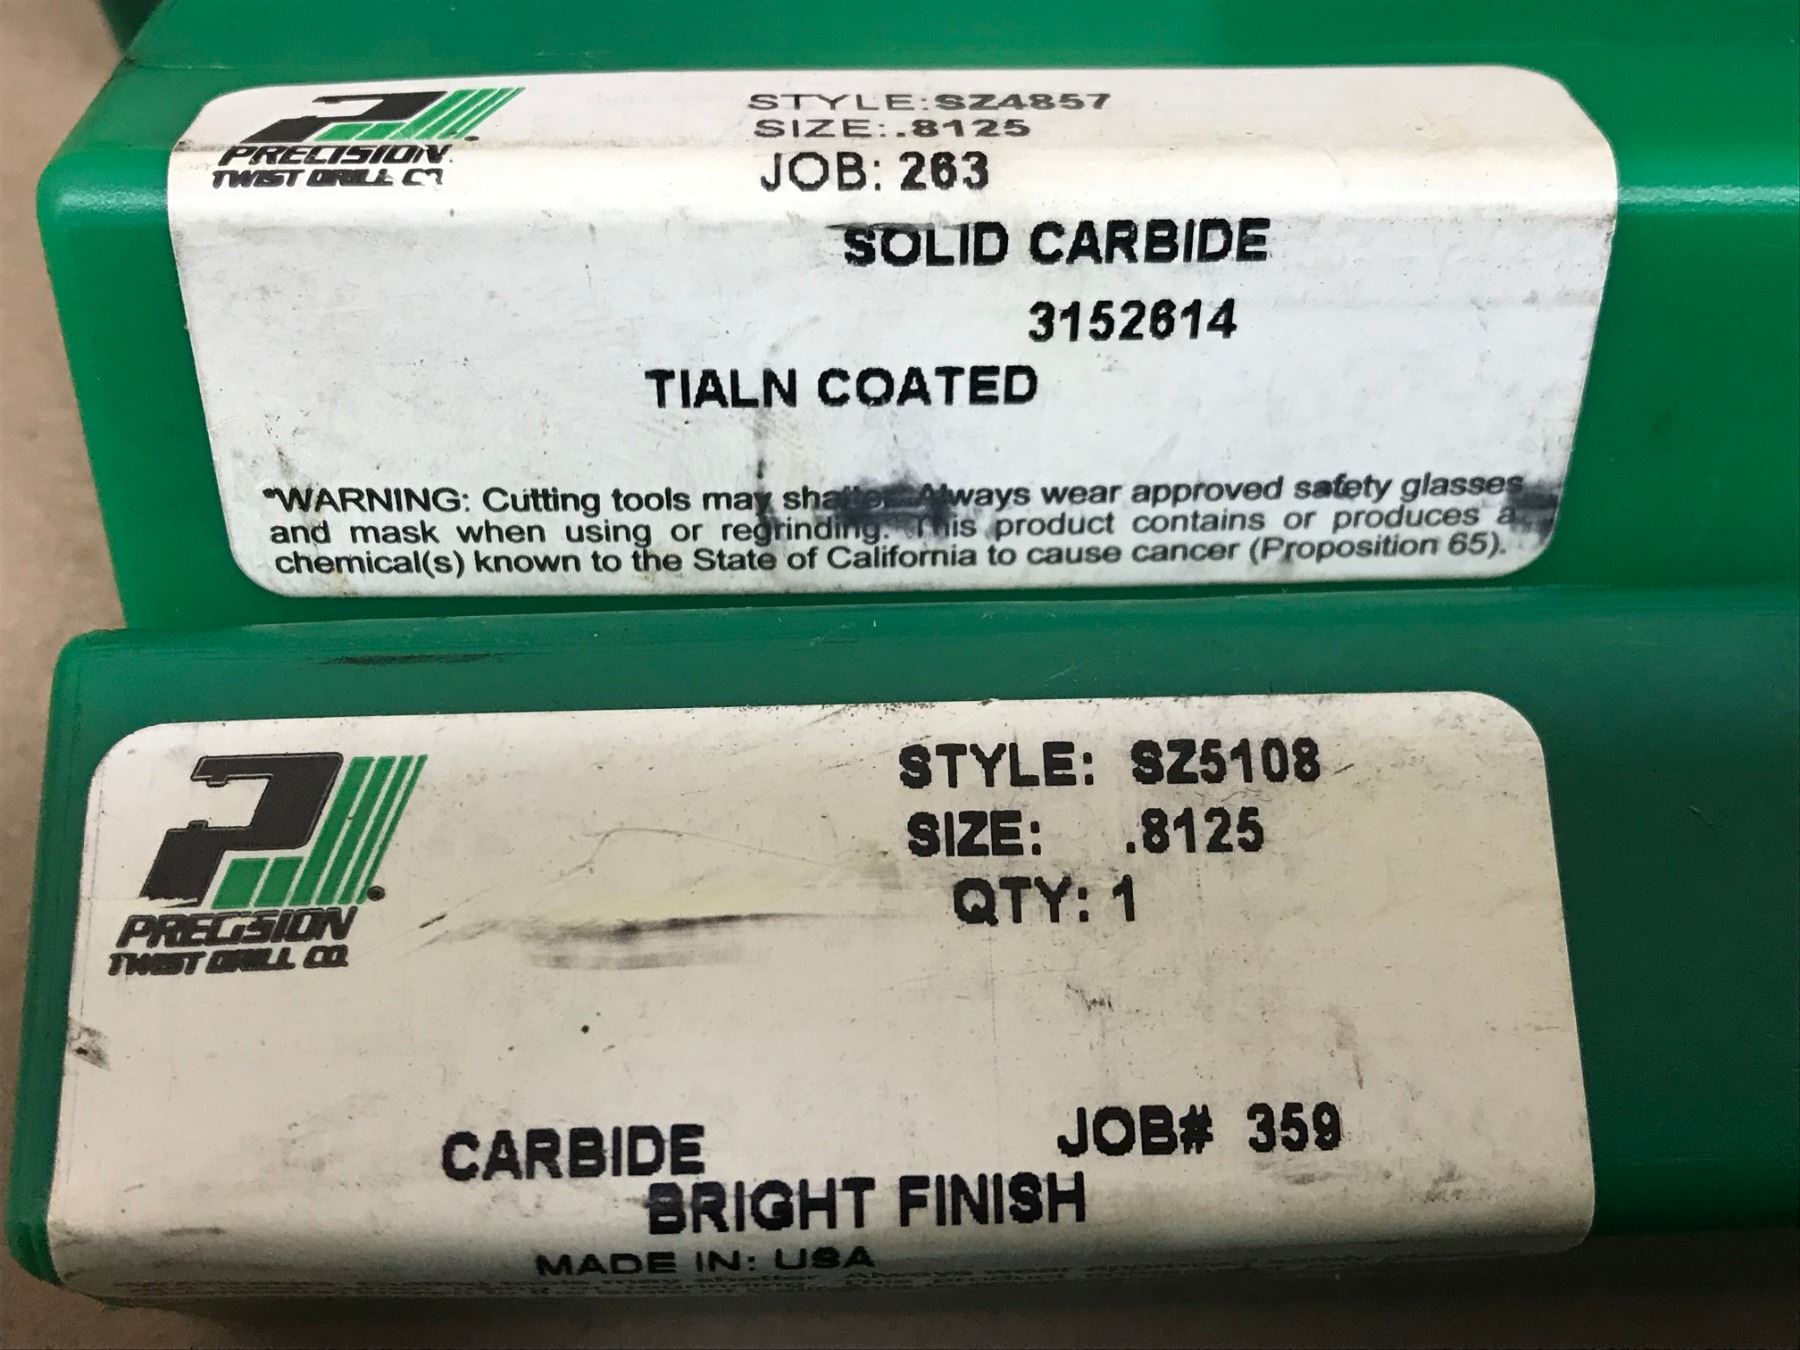 PRECISION
TWIST DRILL CO.
STYLE:SZ4857
SIZE:.8125
JOB: 263
SOLID CARBIDE
3152614
TIALN COATED
*WARNING: Cutting tools may shatter. Always wear approved safety glasses
and mask when using or regrinding. This product contains or produces a
chemical(s) known to the State of California to cause cancer (Proposition 65).
PRECISION
TWIST DRILL CO.
STYLE: SZ5108
SIZE: .8125
QTY: 1
CARBIDE
JOB# 359
BRIGHT FINISH
MADE IN: USA